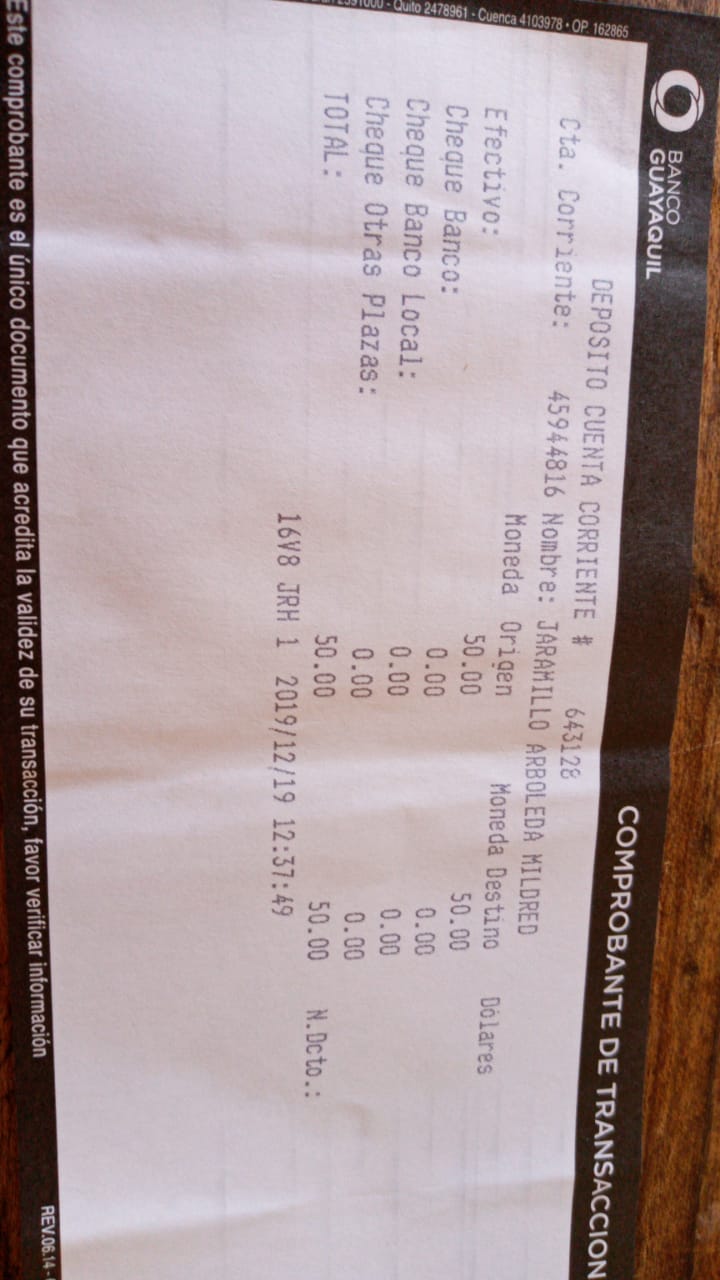 BANCO
GUAYAQUIL
COMPROBANTE DE TRANSACCION
DEPOSITO CUENTA CORRIENTE # 643128
Cta. Corriente: 45944816 Nombre: JARAMILLO ARBOLEDA MILDRED
Moneda Origen Moneda Destino Dólares
Efectivo: 50.00 50.00
Cheque Banco: 0.00 0.00
Cheque Banco Local: 0.00 0.00
Cheque Otras Plazas: 0.00 0.00
TOTAL: 50.00 50.00 N.Dcto.:
16V8 JRH 1 2019/12/19 12:37:49
Este comprobante es el único documento que acredita la validez de su transacción, favor verificar información
REV.06.14 -
Quito 2478961 - Cuenca 4103978 • OP. 162865